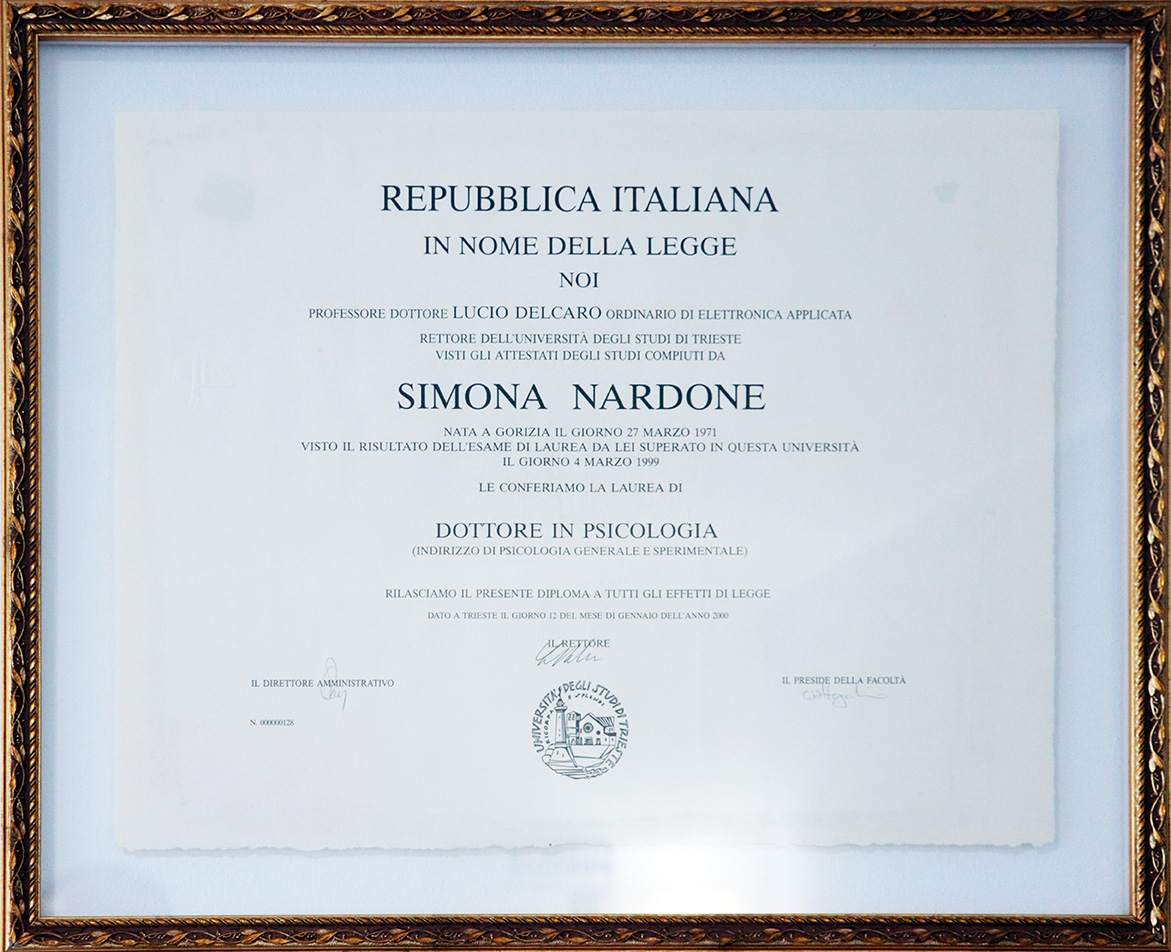 REPUBBLICA ITALIANA
IN NOME DELLA LEGGE
NOI
PROFESSORE DOTTORE LUCIO DELCARO ORDINARIO DI ELETTRONICA APPLICATA
RETTORE DELL'UNIVERSITÀ DEGLI STUDI DI TRIESTE
VISTI GLI ATTESTATI DEGLI STUDI COMPIUTI DA
SIMONA NARDONE
NATA A GORIZIA IL GIORNO 27 MARZO 1971
VISTO IL RISULTATO DELL'ESAME DI LAUREA DA LEI SUPERATO IN QUESTA UNIVERSITÀ
IL GIORNO 4 MARZO 1999
LE CONFERIAMO LA LAUREA DI
DOTTORE IN PSICOLOGIA
(INDIRIZZO DI PSICOLOGIA GENERALE E SPERIMENTALE)
RILASCIAMO IL PRESENTE DIPLOMA A TUTTI GLI EFFETTI DI LEGGE
DATO A TRIESTE IL GIORNO 12 DEL MESE DI GENNAIO DELL'ANNO 2000
IL RETTORE
IL DIRETTORE AMMINISTRATIVO
IL PRESIDE DELLA FACOLTÀ
N. 000000128
UNIVERSITA' DEGLI STUDI DI TRIESTE